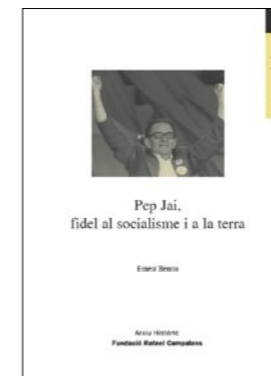 Pep Jai,
fidel al socialisme i a la terra
Ernest Benito
Arxiu Històric
Fundació Rafael Campalans